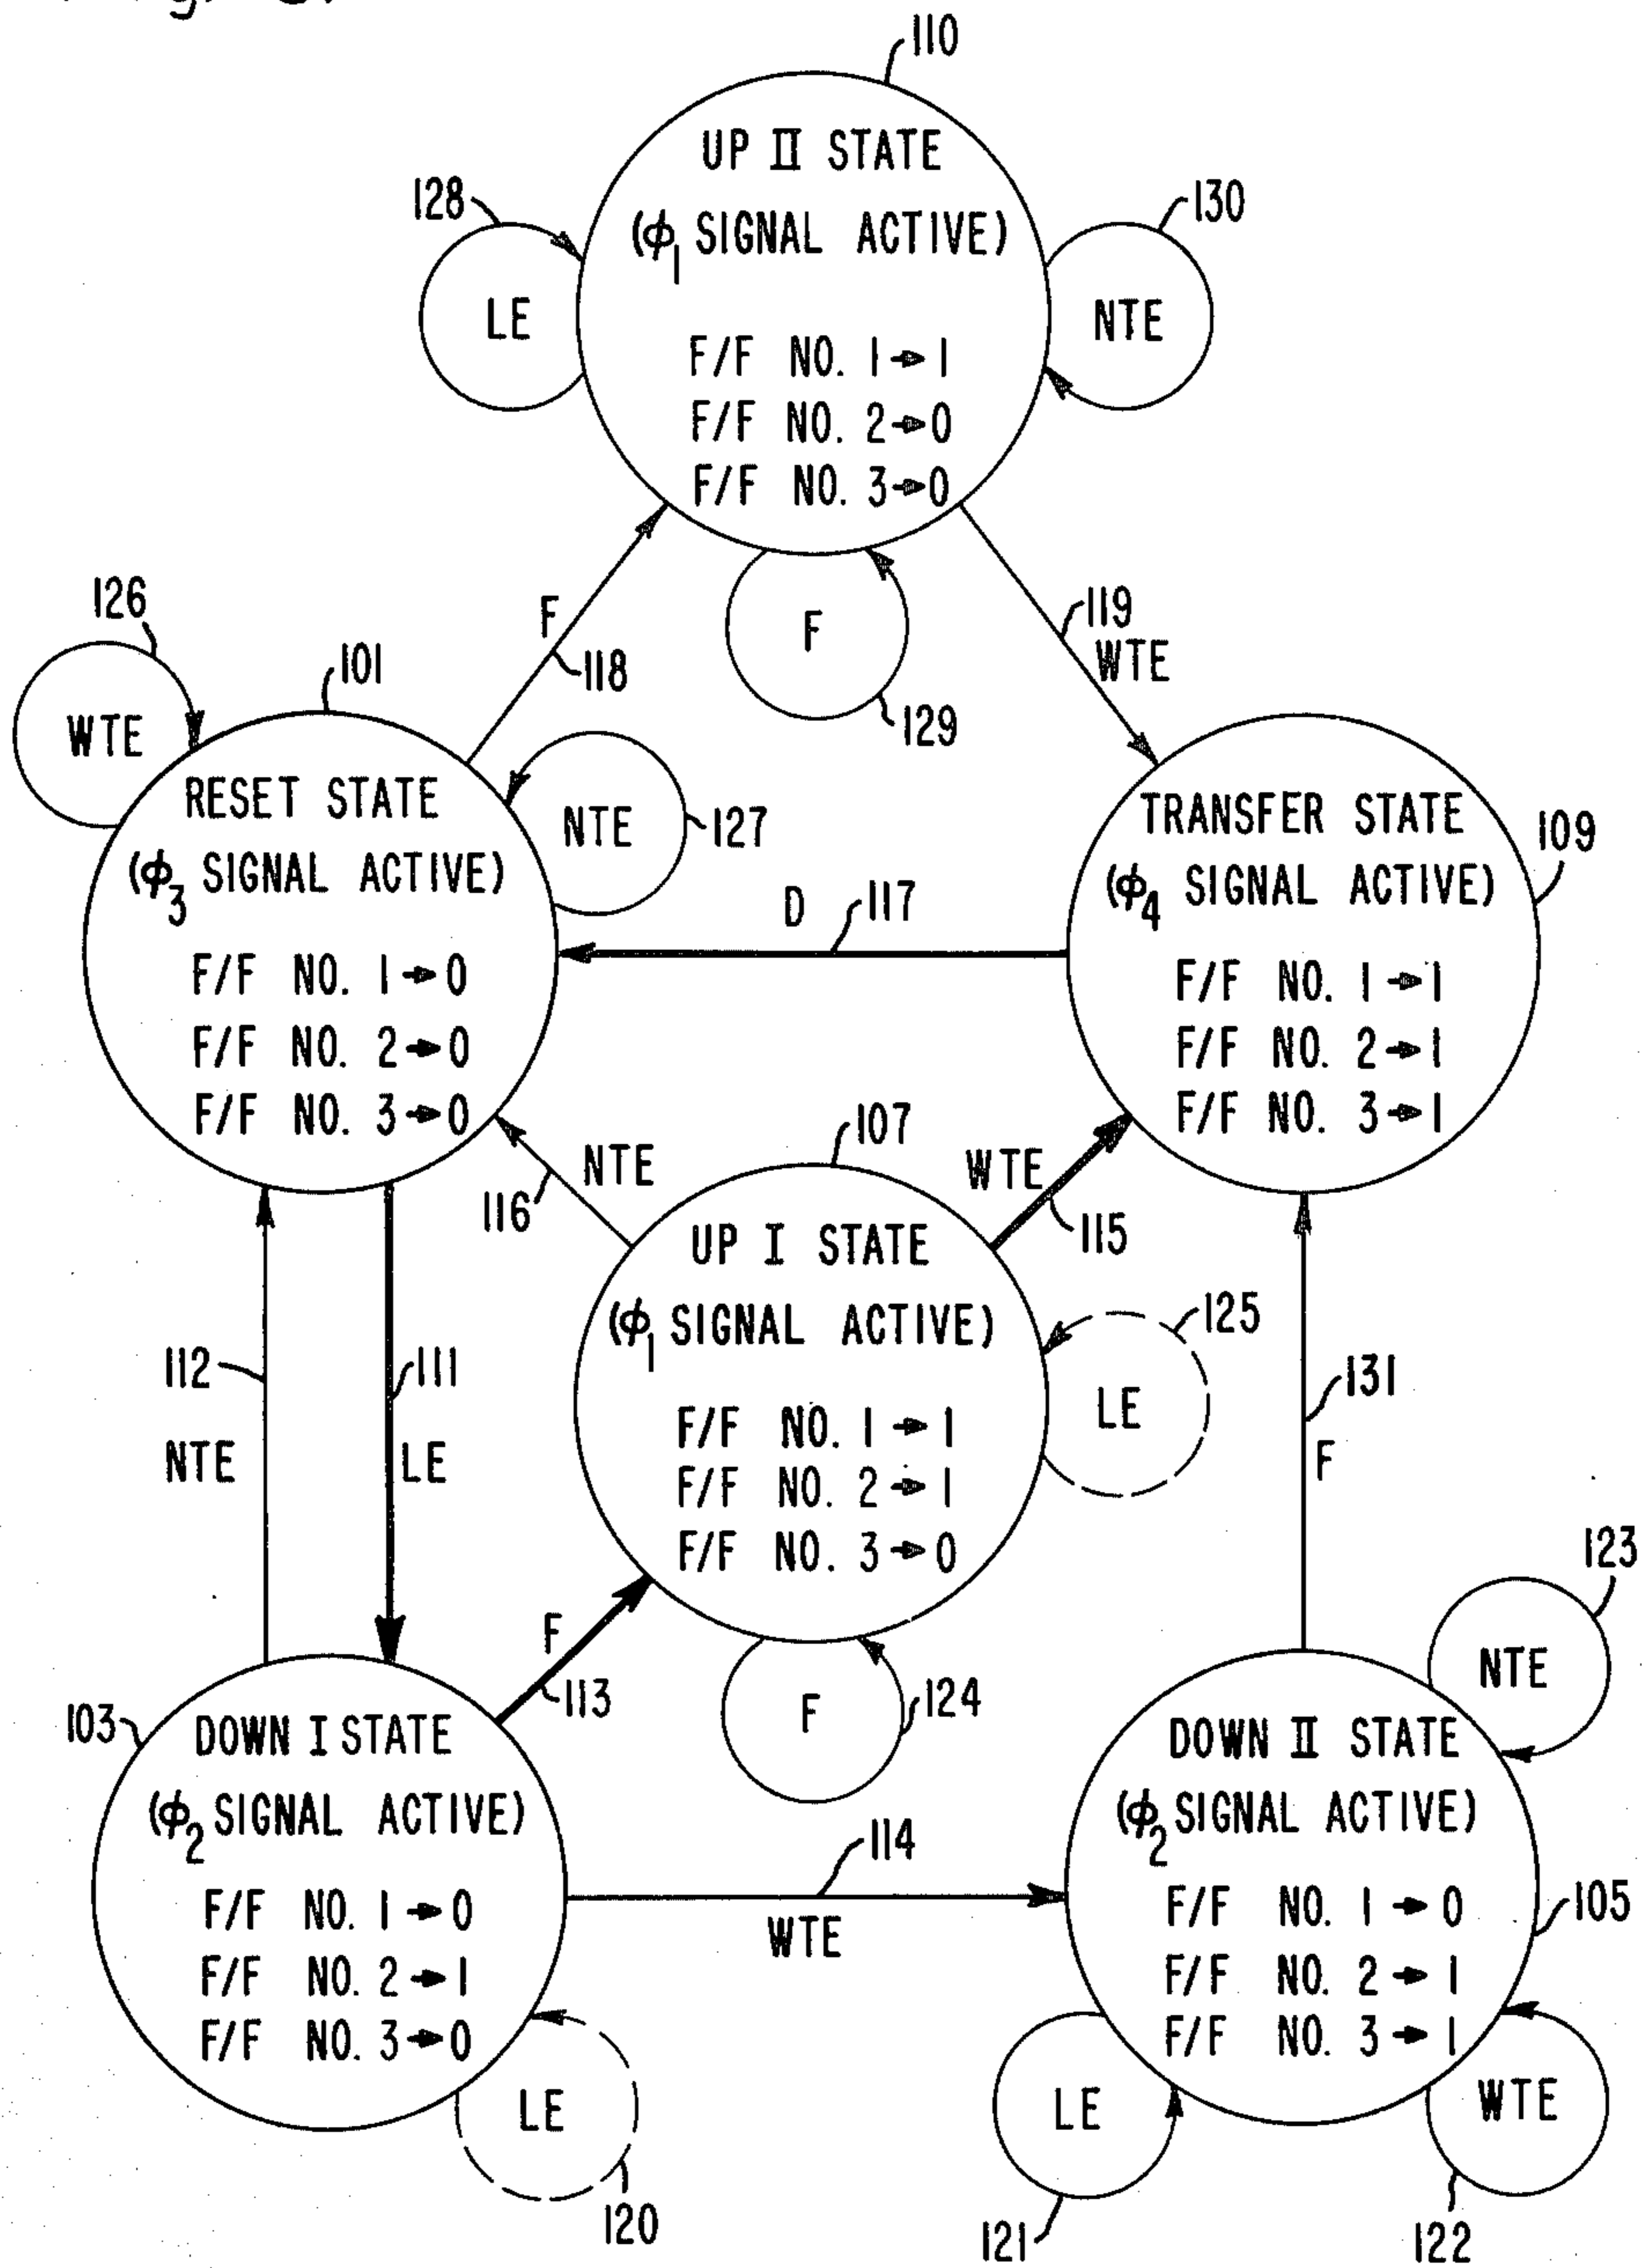 110
UP II STATE
(ϕ1 SIGNAL ACTIVE)
F/F NO. 1→1
F/F NO. 2→0
F/F NO. 3→0
128
LE
130
NTE
F
129
F
118
119
WTE
126
WTE
101
RESET STATE
(ϕ3 SIGNAL ACTIVE)
F/F NO. 1→0
F/F NO. 2→0
F/F NO. 3→0
NTE
127
TRANSFER STATE
109
(ϕ4 SIGNAL ACTIVE)
F/F NO. 1→1
F/F NO. 2→1
F/F NO. 3→1
D
117
NTE
116
107
WTE
115
UP I STATE
(ϕ1 SIGNAL ACTIVE)
F/F NO. 1→1
F/F NO. 2→1
F/F NO. 3→0
125
LE
112
NTE
111
LE
131
F
F
113
F
124
123
NTE
103
DOWN I STATE
(ϕ2 SIGNAL ACTIVE)
F/F NO. 1→0
F/F NO. 2→1
F/F NO. 3→0
114
WTE
DOWN II STATE
(ϕ2 SIGNAL ACTIVE)
F/F NO. 1→0
F/F NO. 2→1
F/F NO. 3→1
105
LE
120
LE
121
WTE
122